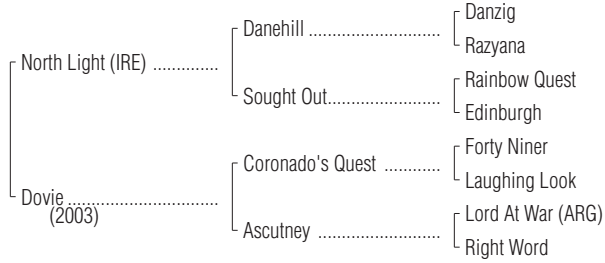 Danzig
Danehill ..............................
Razyana
North Light (IRE) ..............
Rainbow Quest
Sought Out..........................
Edinburgh
Forty Niner
Coronado's Quest ............
Laughing Look
Dovie ................................
(2003)
Lord At War (ARG)
Ascutney ............................
Right Word